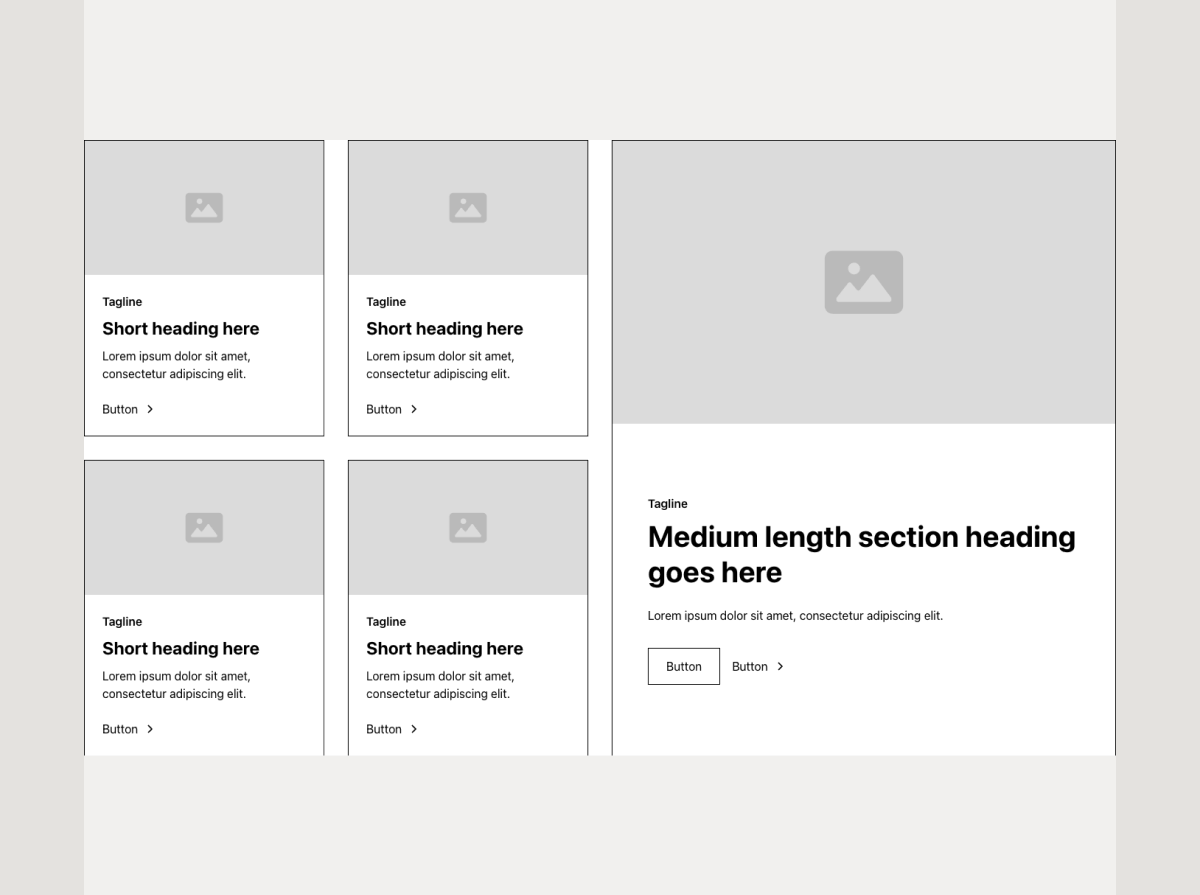 Tagline
Short heading here
Lorem ipsum dolor sit amet,
consectetur adipiscing elit.
Button
Tagline
Short heading here
Lorem ipsum dolor sit amet,
consectetur adipiscing elit.
Button
Tagline
Short heading here
Lorem ipsum dolor sit amet,
consectetur adipiscing elit.
Button
Tagline
Short heading here
Lorem ipsum dolor sit amet,
consectetur adipiscing elit.
Button
Tagline
Medium length section heading
goes here
Lorem ipsum dolor sit amet, consectetur adipiscing elit.
Button
Button